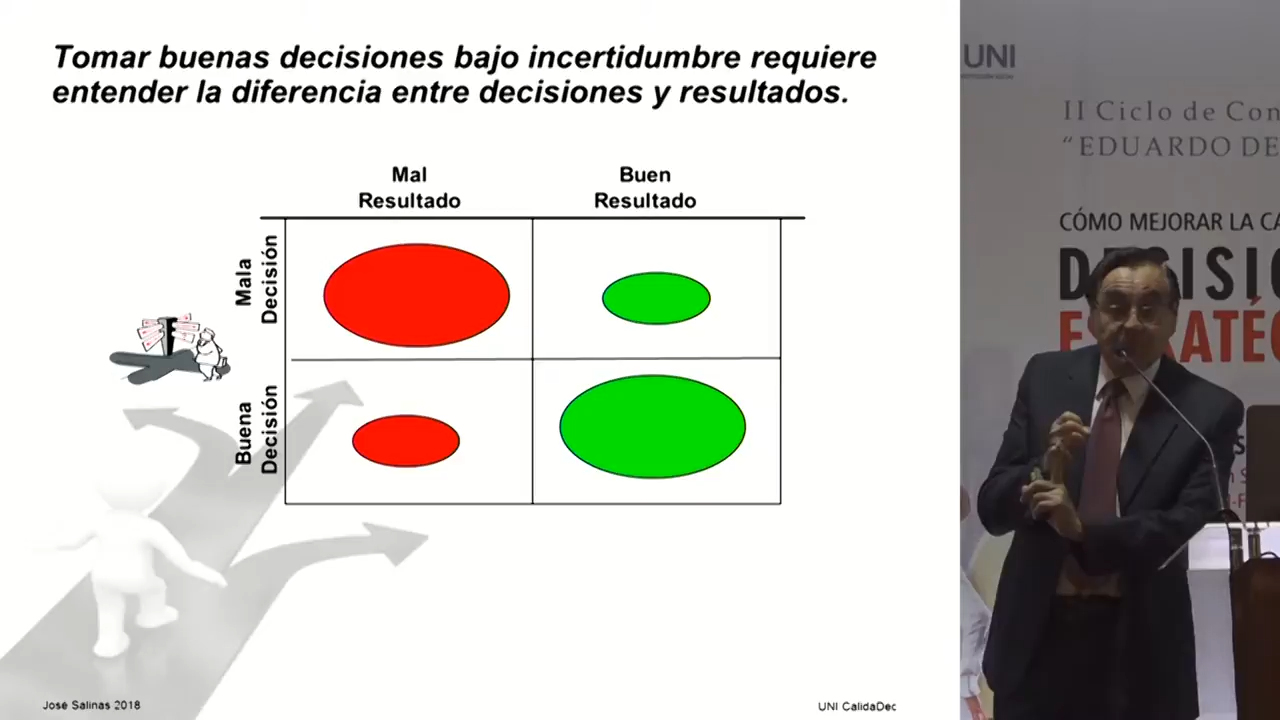 Tomar buenas decisiones bajo incertidumbre requiere
entender la diferencia entre decisiones y resultados.
Mal
Resultado
Buen
Resultado
Mala
Decisión
Buena
Decisión
José Salinas 2018
UNI CalidaDec
UNI
II Ciclo de Con
“EDUARDO DE
CÓMO MEJORAR LA CA